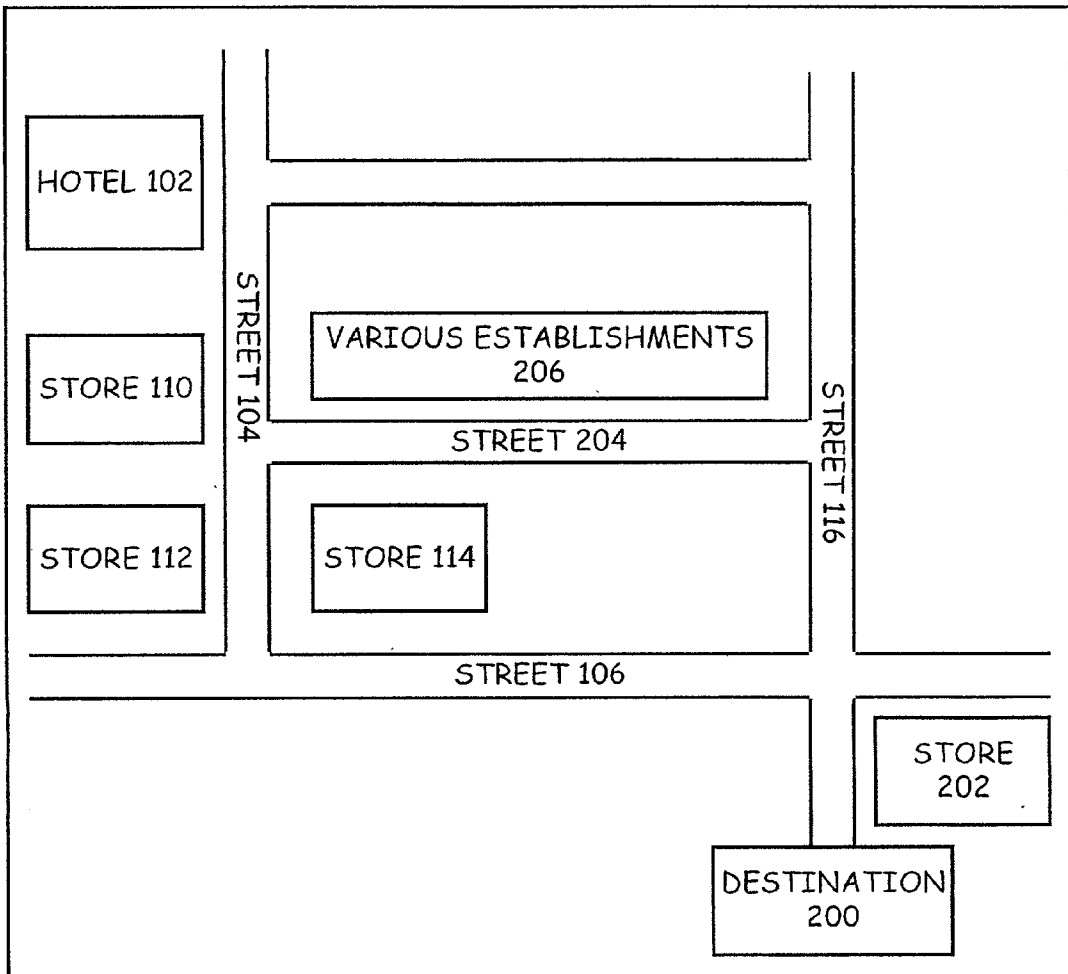 HOTEL 102
STREET 104
VARIOUS ESTABLISHMENTS
206
STORE 110
STREET 204
STREET 116
STORE 112
STORE 114
STREET 106
STORE
202
DESTINATION
200